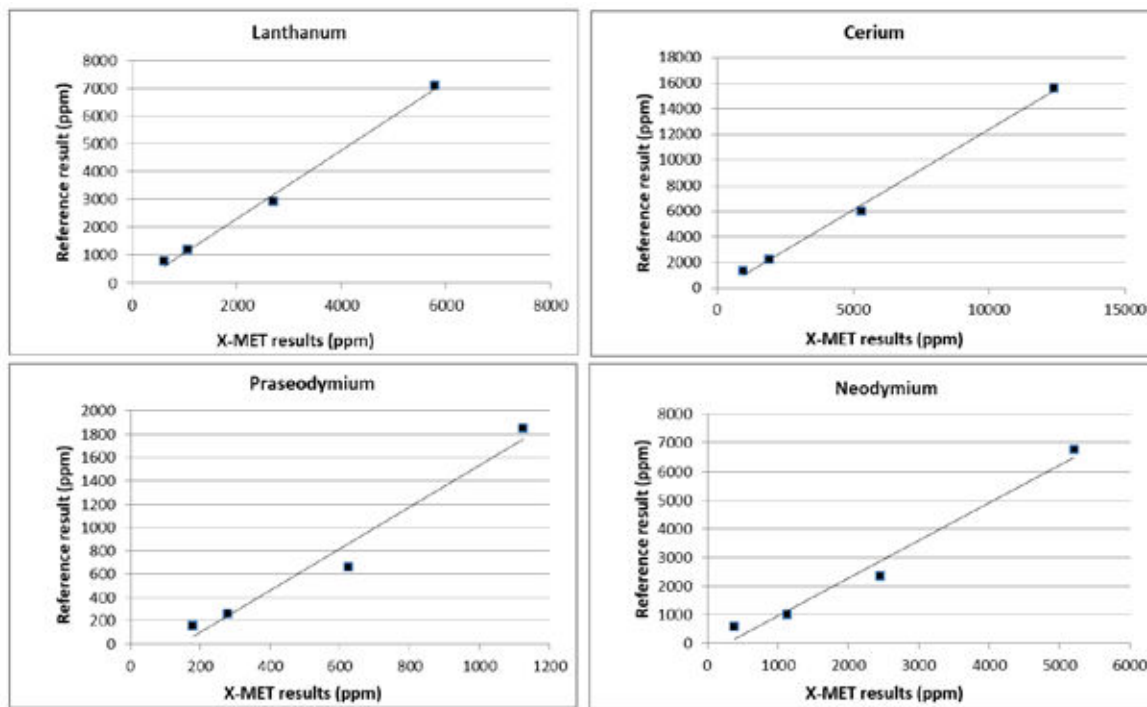 Lanthanum
Reference result (ppm)
8000
7000
6000
5000
4000
3000
2000
1000
0
0 2000 4000 6000 8000
X-MET results (ppm)
Cerium
Reference result (ppm)
18000
16000
14000
12000
10000
8000
6000
4000
2000
0
0 5000 10000 15000
X-MET results (ppm)
Praseodymium
Reference result (ppm)
2000
1800
1600
1400
1200
1000
800
600
400
200
0
0 200 400 600 800 1000 1200
X-MET results (ppm)
Neodymium
Reference result (ppm)
8000
7000
6000
5000
4000
3000
2000
1000
0
0 1000 2000 3000 4000 5000 6000
X-MET results (ppm)